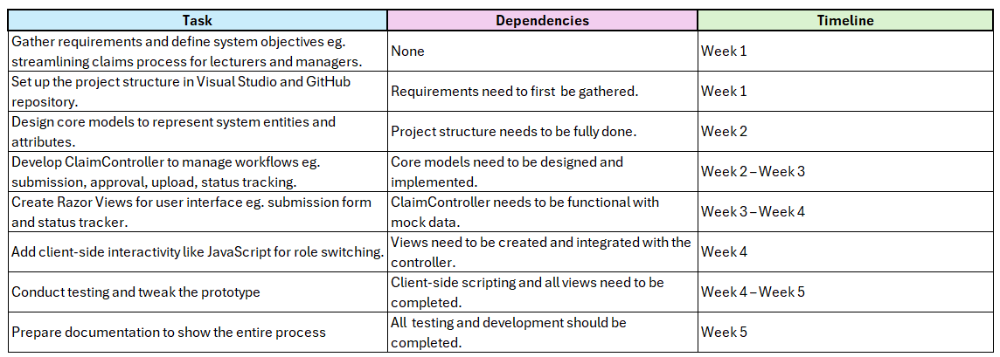 Task Dependencies Timeline
Gather requirements and define system objectives eg.
streamlining claims process for lecturers and managers.
None
Week 1
Set up the project structure in Visual Studio and GitHub
repository.
Requirements need to first be gathered.
Week 1
Design core models to represent system entities and
attributes.
Project structure needs to be fully done.
Week 2
Develop ClaimController to manage workflows eg.
submission, approval, upload, status tracking.
Core models need to be designed and
implemented.
Week 2 – Week 3
Create Razor Views for user interface eg. submission form
and status tracker.
ClaimController needs to be functional with
mock data.
Week 3 – Week 4
Add client-side interactivity like JavaScript for role switching.
Views need to be created and integrated with the
controller.
Week 4
Conduct testing and tweak the prototype
Client-side scripting and all views need to be
completed.
Week 4 – Week 5
Prepare documentation to show the entire process
All testing and development should be
completed.
Week 5